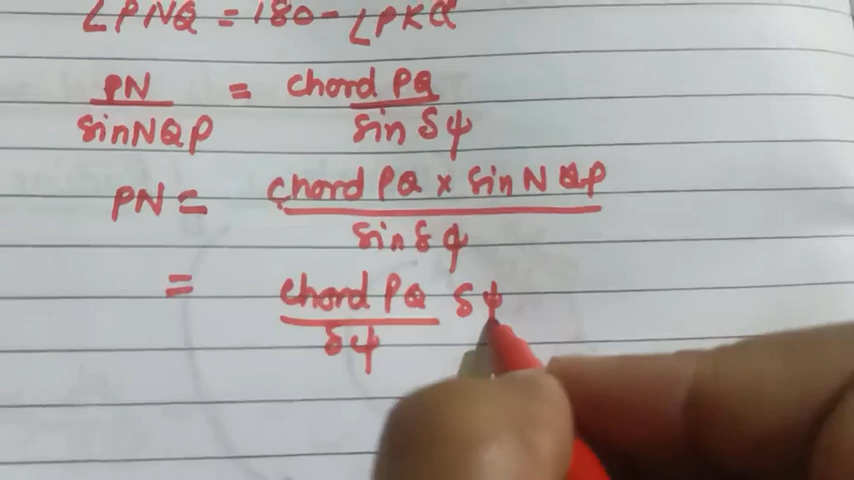 ∠PNQ = 180 - ∠PKQ
PN / sinNQP = chord PQ / sin δψ
PN = chord PQ x sin N QP / sin δψ
= chord PQ / δψ δψ